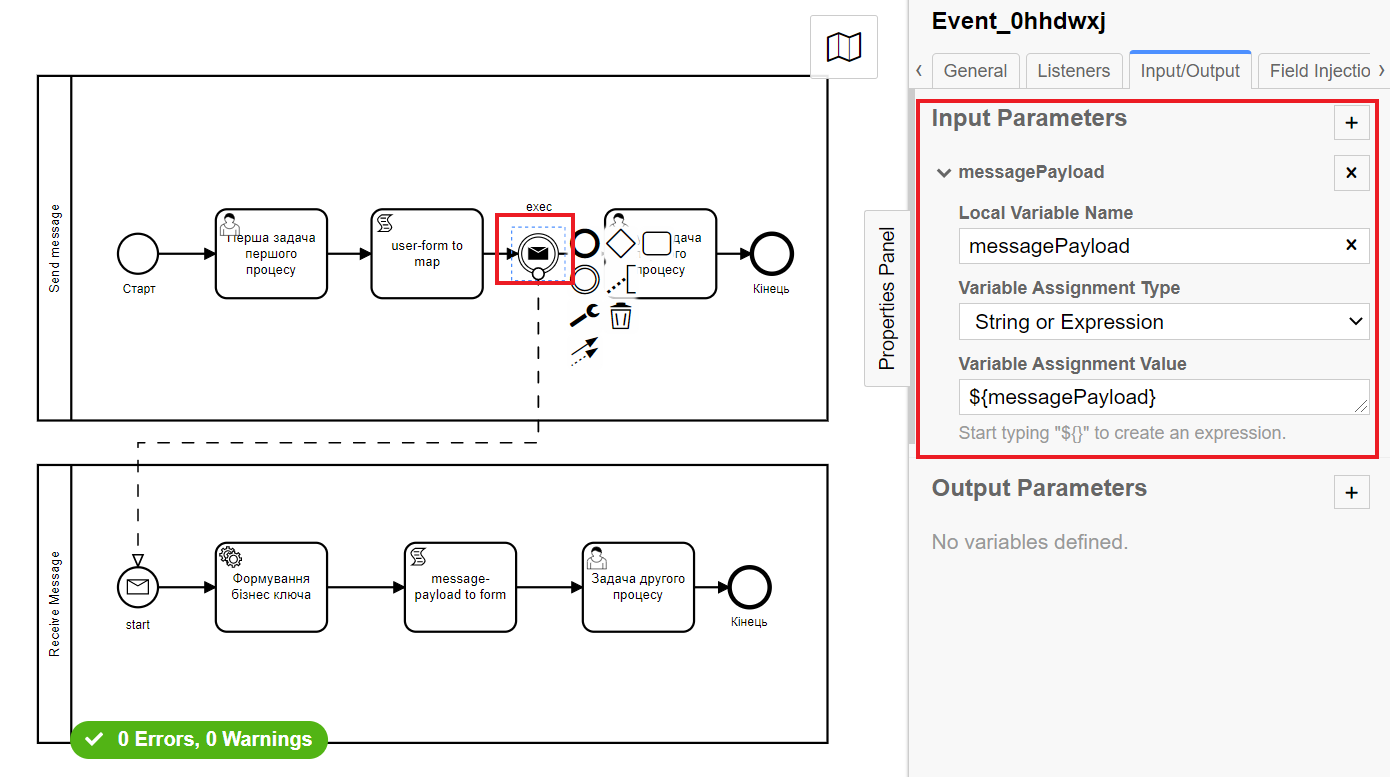 Event_0hhdwxj
General
Listeners
Input/Output
Field Injectio
Input Parameters
messagePayload
Local Variable Name
messagePayload
Variable Assignment Type
String or Expression
Variable Assignment Value
${messagePayload}
Start typing "${}" to create an expression.
Output Parameters
No variables defined.
Properties Panel
Send message
Старт
Перша задача
першого
процесу
user-form to
map
exec
дача
го
процесу
Кінець
Receive Message
start
Формування
бізнес ключа
message-
payload to form
Задача другого
процесу
Кінець
0 Errors, 0 Warnings